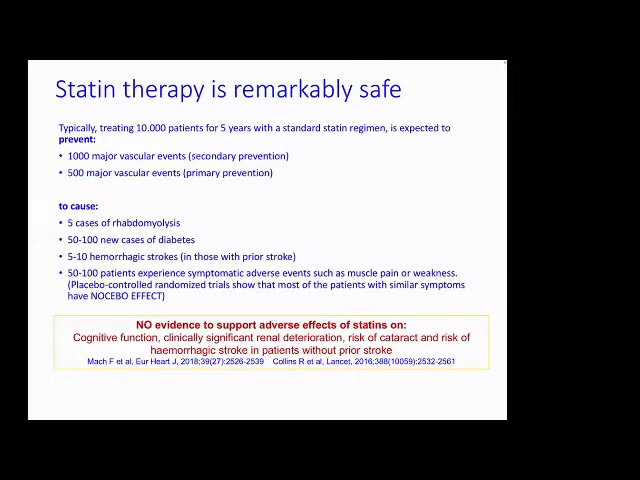 Statin therapy is remarkably safe
Typically, treating 10.000 patients for 5 years with a standard statin regimen, is expected to
prevent:
• 1000 major vascular events (secondary prevention)
• 500 major vascular events (primary prevention)
to cause:
• 5 cases of rhabdomyolysis
• 50-100 new cases of diabetes
• 5-10 hemorrhagic strokes (in those with prior stroke)
• 50-100 patients experience symptomatic adverse events such as muscle pain or weakness.
(Placebo-controlled randomized trials show that most of the patients with similar symptoms
have NOCEBO EFFECT)
NO evidence to support adverse effects of statins on:
Cognitive function, clinically significant renal deterioration, risk of cataract and risk of
haemorrhagic stroke in patients without prior stroke
Mach F et al, Eur Heart J, 2018;39(27):2526-2539 Collins R et al, Lancet, 2016;388(10059):2532-2561